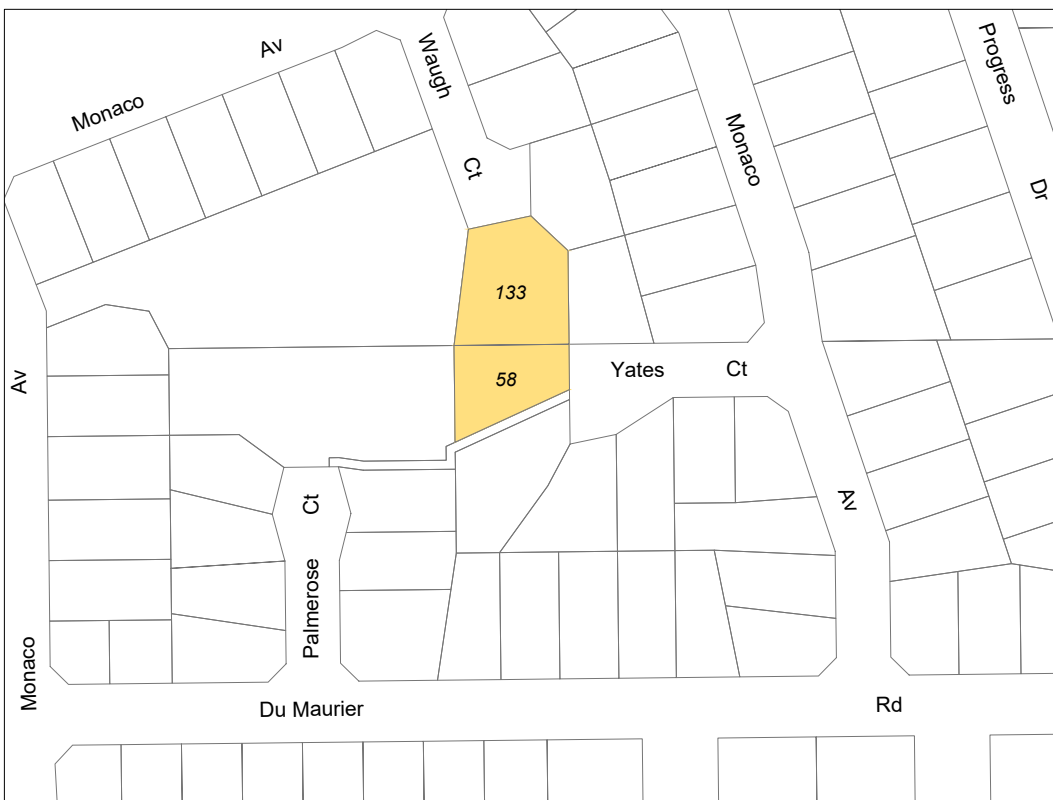 Av
Monaco
Waugh
Ct
Progress
Dr
Monaco
133
58
Yates
Ct
Av
Ct
Av
Palmerose
Monaco
Du Maurier
Rd